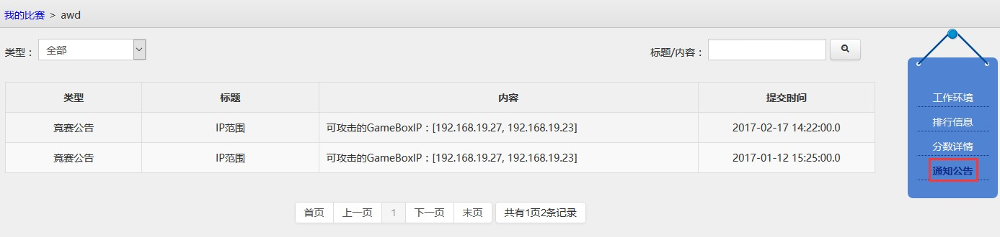 我的比赛 > awd
类型： 全部 标题/内容：
类型 标题 内容 提交时间
竞赛公告 IP范围 可攻击的GameBoxIP：[192.168.19.27, 192.168.19.23] 2017-02-17 14:22:00.0
竞赛公告 IP范围 可攻击的GameBoxIP：[192.168.19.27, 192.168.19.23] 2017-01-12 15:25:00.0
首页 上一页 1 下一页 末页 共有1页2条记录
工作环境
排行信息
分数详情
通知公告